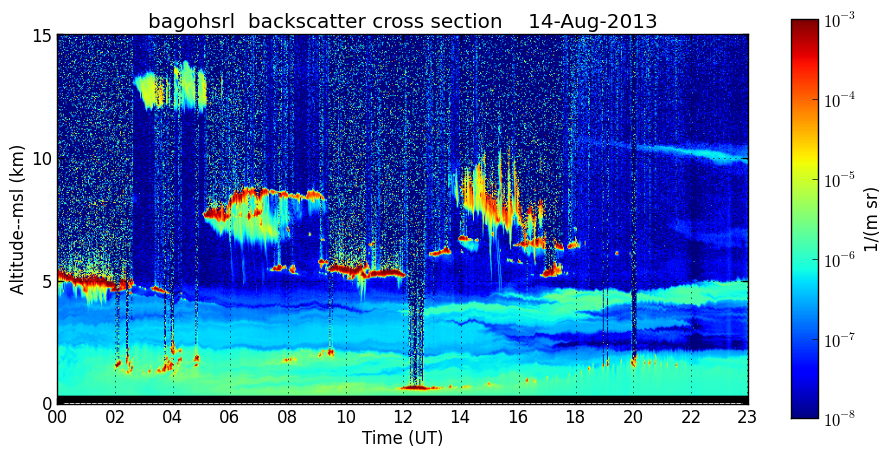 bagohsrl  backscatter cross section    14-Aug-2013
15
10
5
0
Altitude--msl (km)
00 02 04 06 08 10 12 14 16 18 20 23
Time (UT)
10⁻³
10⁻⁴
10⁻⁵
10⁻⁶
10⁻⁷
10⁻⁸
1/(m sr)